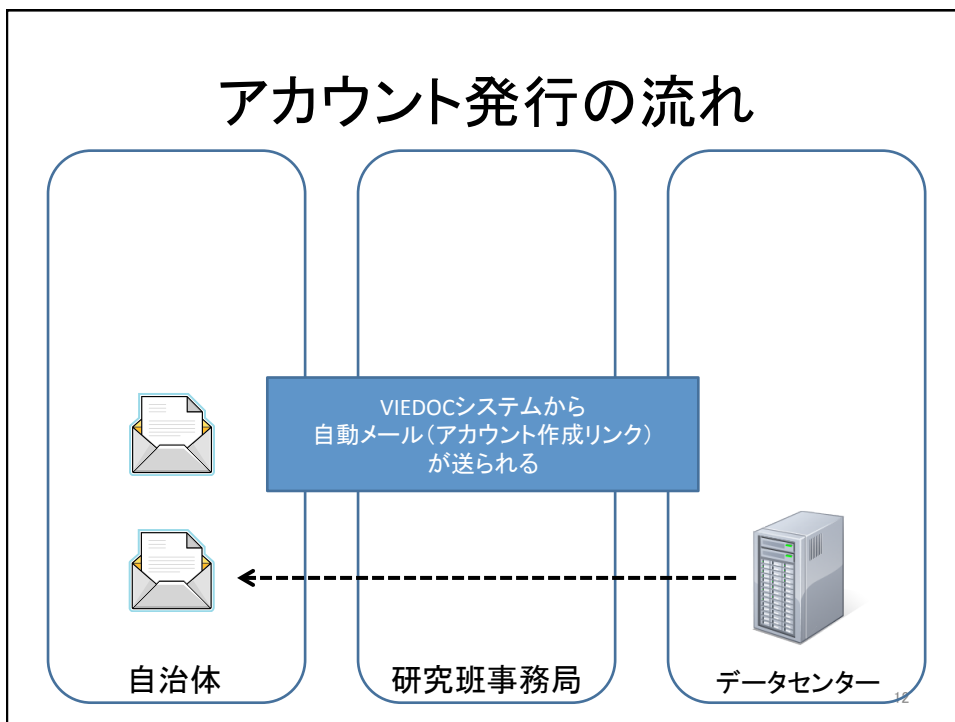 アカウント発行の流れ
VIEDOCシステムから
自動メール（アカウント作成リンク）
が送られる
自治体
研究班事務局
データセンター
12